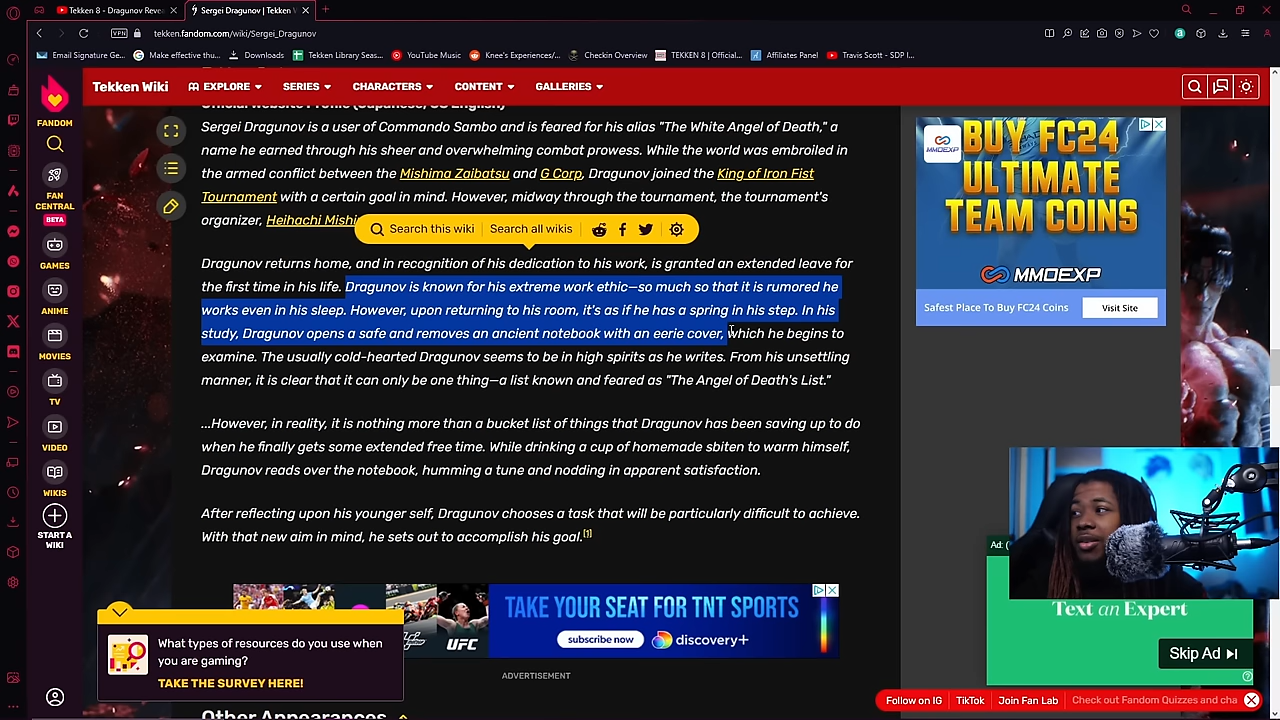 Tekken 8 - Dragunov Revea
Sergei Dragunov | Tekken W
VPN
tekken.fandom.com/wiki/Sergei_Dragunov
Email Signature Ge...
Make effective thu...
Downloads
Tekken Library Seas...
YouTube Music
Knee's Experiences/...
Checkin Overview
TEKKEN 8 | Official...
Affiliates Panel
Travis Scott - SDP I...
Tekken Wiki
EXPLORE
SERIES
CHARACTERS
CONTENT
GALLERIES
FANDOM
FAN
CENTRAL
BETA
GAMES
ANIME
MOVIES
TV
VIDEO
WIKIS
START A
WIKI
Official Website Profile (Japanese, US English)
Sergei Dragunov is a user of Commando Sambo and is feared for his alias "The White Angel of Death," a
name he earned through his sheer and overwhelming combat prowess. While the world was embroiled in
the armed conflict between the Mishima Zaibatsu and G Corp, Dragunov joined the King of Iron Fist
Tournament with a certain goal in mind. However, midway through the tournament, the tournament's
organizer, Heihachi Mishi
Search this wiki
Search all wikis
Dragunov returns home, and in recognition of his dedication to his work, is granted an extended leave for
the first time in his life. Dragunov is known for his extreme work ethic—so much so that it is rumored he
works even in his sleep. However, upon returning to his room, it's as if he has a spring in his step. In his
study, Dragunov opens a safe and removes an ancient notebook with an eerie cover, which he begins to
examine. The usually cold-hearted Dragunov seems to be in high spirits as he writes. From his unsettling
manner, it is clear that it can only be one thing—a list known and feared as "The Angel of Death's List."
...However, in reality, it is nothing more than a bucket list of things that Dragunov has been saving up to do
when he finally gets some extended free time. While drinking a cup of homemade sbiten to warm himself,
Dragunov reads over the notebook, humming a tune and nodding in apparent satisfaction.
After reflecting upon his younger self, Dragunov chooses a task that will be particularly difficult to achieve.
With that new aim in mind, he sets out to accomplish his goal.[1]
UFC
TAKE YOUR SEAT FOR TNT SPORTS
subscribe now
discovery+
ADVERTISEMENT
What types of resources do you use when
you are gaming?
TAKE THE SURVEY HERE!
Other Appearances
MMOEXP
BUY FC24
ULTIMATE
TEAM COINS
MMOEXP
Safest Place To Buy FC24 Coins
Visit Site
Ad: (
Text an Expert
Skip Ad
Follow on IG
TikTok
Join Fan Lab
Check out Fandom Quizzes and cha